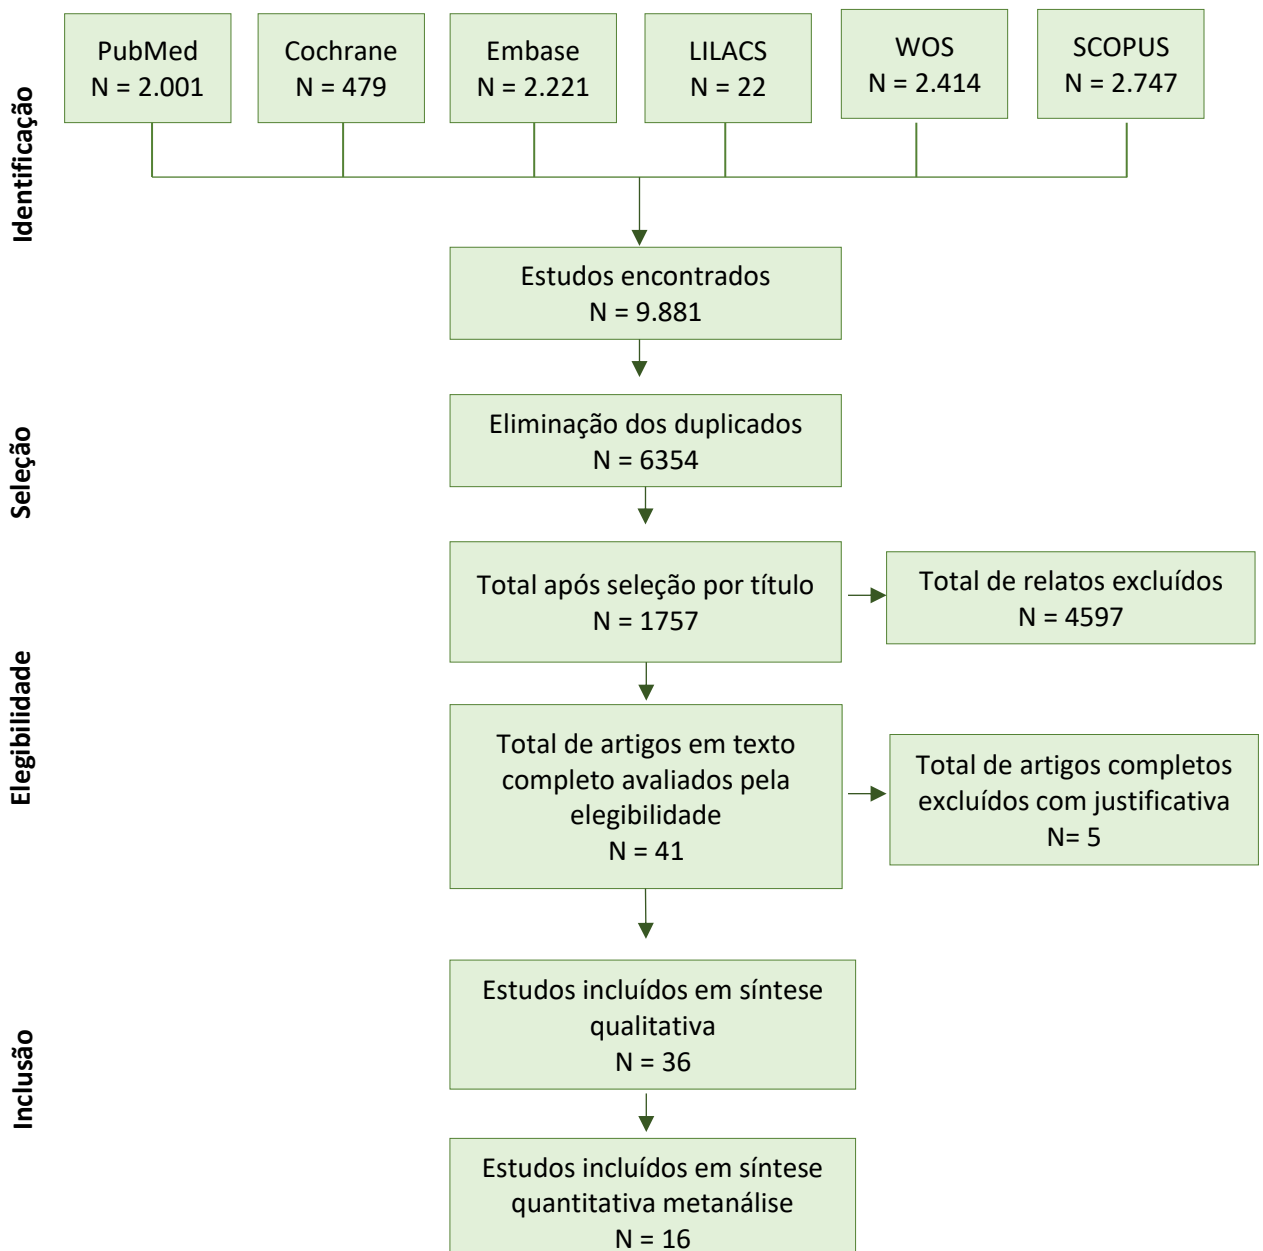 PubMed
N = 2.001
Cochrane
N = 479
Embase
N = 2.221
LILACS
N = 22
WOS
N = 2.414
SCOPUS
N = 2.747
Identificação
Estudos encontrados
N = 9.881
Seleção
Eliminação dos duplicados
N = 6354
Total após seleção por título
N = 1757
Total de relatos excluídos
N = 4597
Elegibilidade
Total de artigos em texto
completo avaliados pela
elegibilidade
N = 41
Total de artigos completos
excluídos com justificativa
N= 5
Inclusão
Estudos incluídos em síntese
qualitativa
N = 36
Estudos incluídos em síntese
quantitativa metanálise
N = 16